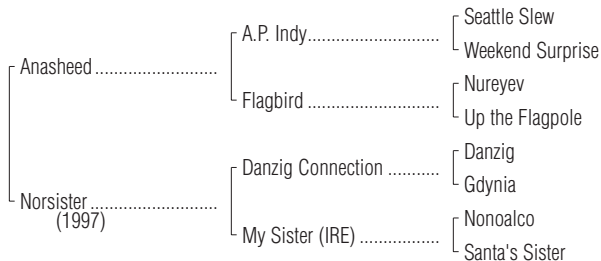 Seattle Slew
A.P. Indy........................................
Weekend Surprise
Anasheed..........................
Nureyev
Flagbird ..........................................
Up the Flagpole
Danzig
Danzig Connection ...........
Gdynia
Norsister ...........................
(1997)
Nonoalco
My Sister (IRE) .................
Santa's Sister